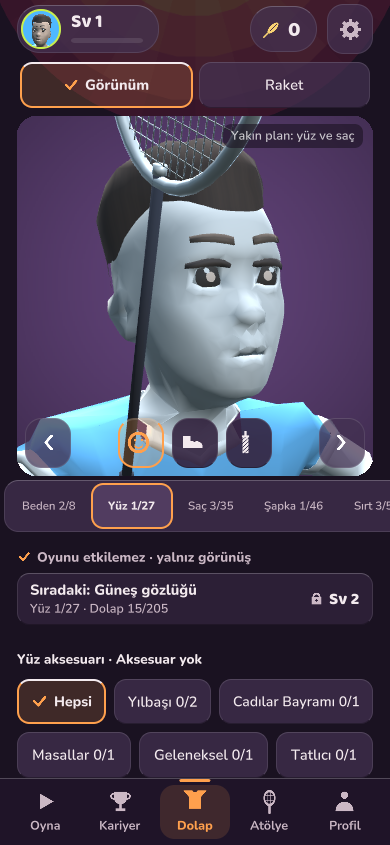 Sv 1
0
Görünüm
Raket
Yakın plan: yüz ve saç
Beden 2/8
Yüz 1/27
Saç 3/35
Şapka 1/46
Sırt 3/5
Oyunu etkilemez · yalnız görünüş
Sıradaki: Güneş gözlüğü
Yüz 1/27 · Dolap 15/205
Sv 2
Yüz aksesuarı · Aksesuar yok
Hepsi
Yılbaşı 0/2
Cadılar Bayramı 0/1
Masallar 0/1
Geleneksel 0/1
Tatlıcı 0/1
Oyna
Kariyer
Dolap
Atölye
Profil